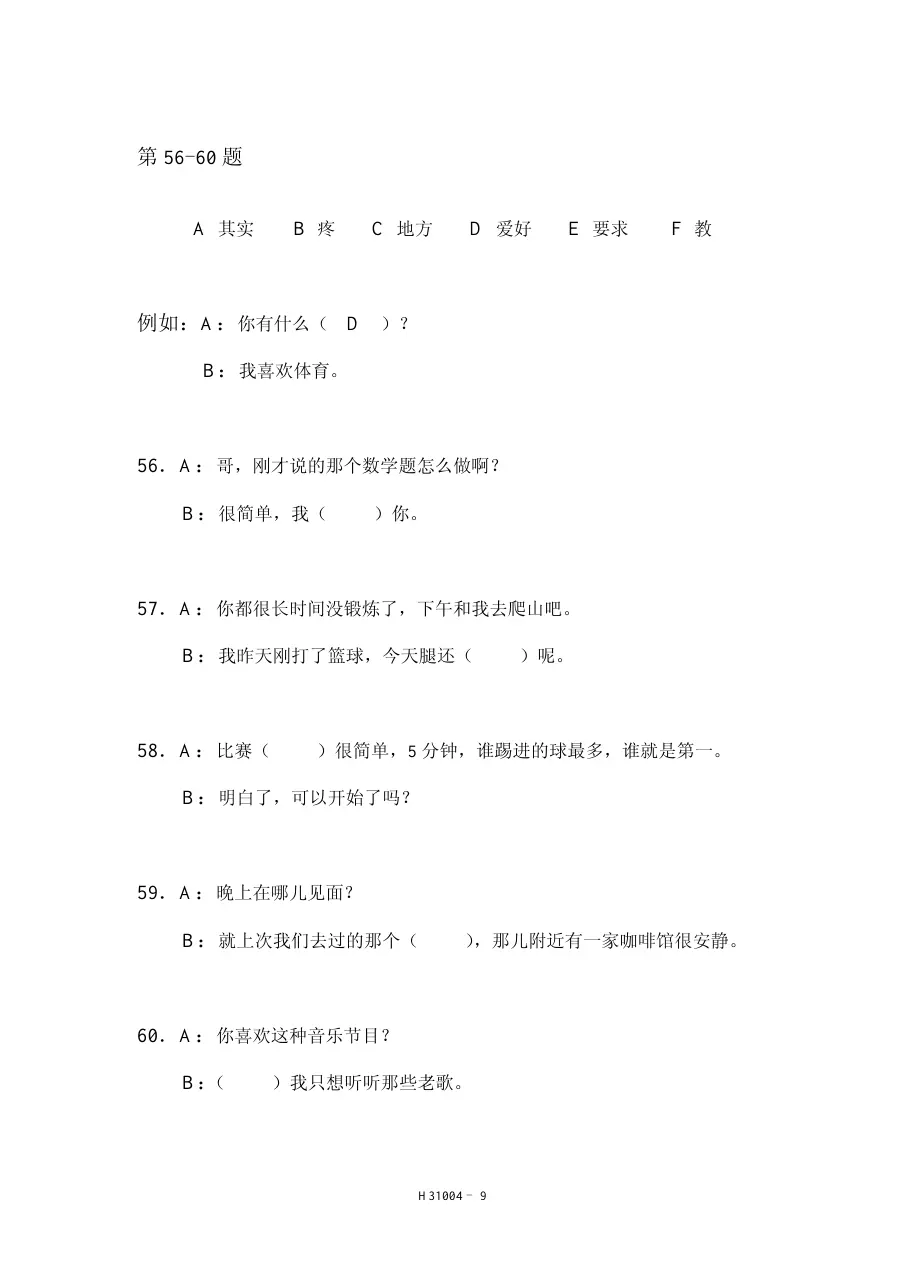 第 56-60 题
A 其实 B 疼 C 地方 D 爱好 E 要求 F 教
例如：A：你有什么（ D ）？
B：我喜欢体育。
56．A：哥，刚才说的那个数学题怎么做啊？
B：很简单，我（ ）你。
57．A：你都很长时间没锻炼了，下午和我去爬山吧。
B：我昨天刚打了篮球，今天腿还（ ）呢。
58．A：比赛（ ）很简单，5 分钟，谁踢进的球最多，谁就是第一。
B：明白了，可以开始了吗？
59．A：晚上在哪儿见面？
B：就上次我们去过的那个（ ），那儿附近有一家咖啡馆很安静。
60．A：你喜欢这种音乐节目？
B：（ ）我只想听听那些老歌。
H31004－ 9